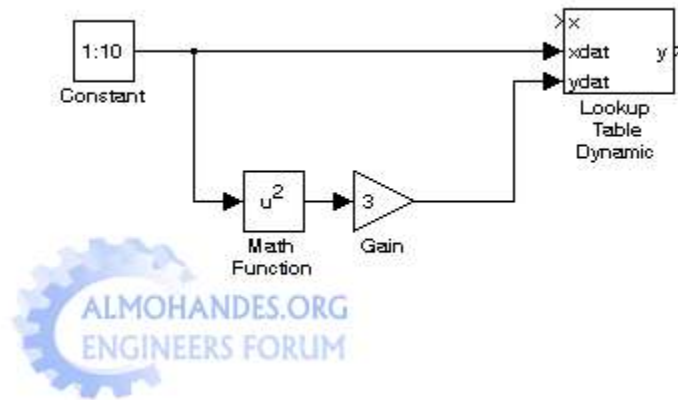 1:10
Constant
x
xdat
ydat
y
Lookup
Table
Dynamic
u2
Math
Function
3
Gain
ALMOHANDES.ORG
ENGINEERS FORUM